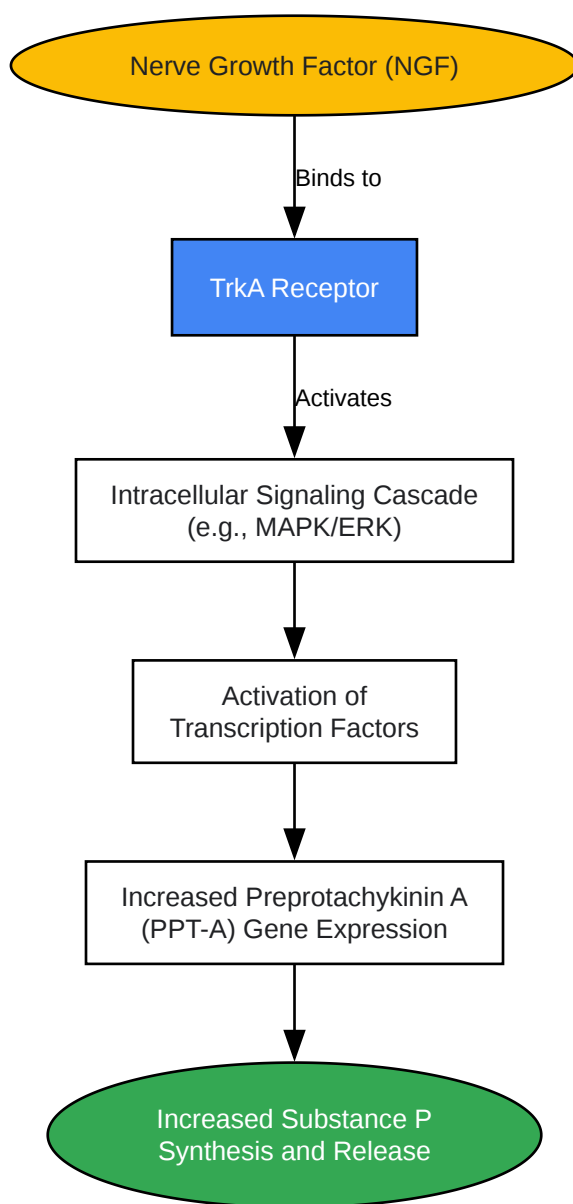 Nerve Growth Factor (NGF)
Binds to
TrkA Receptor
Activates
Intracellular Signaling Cascade
(e.g., MAPK/ERK)
Activation of
Transcription Factors
Increased Preprotachykinin A
(PPT-A) Gene Expression
Increased Substance P
Synthesis and Release